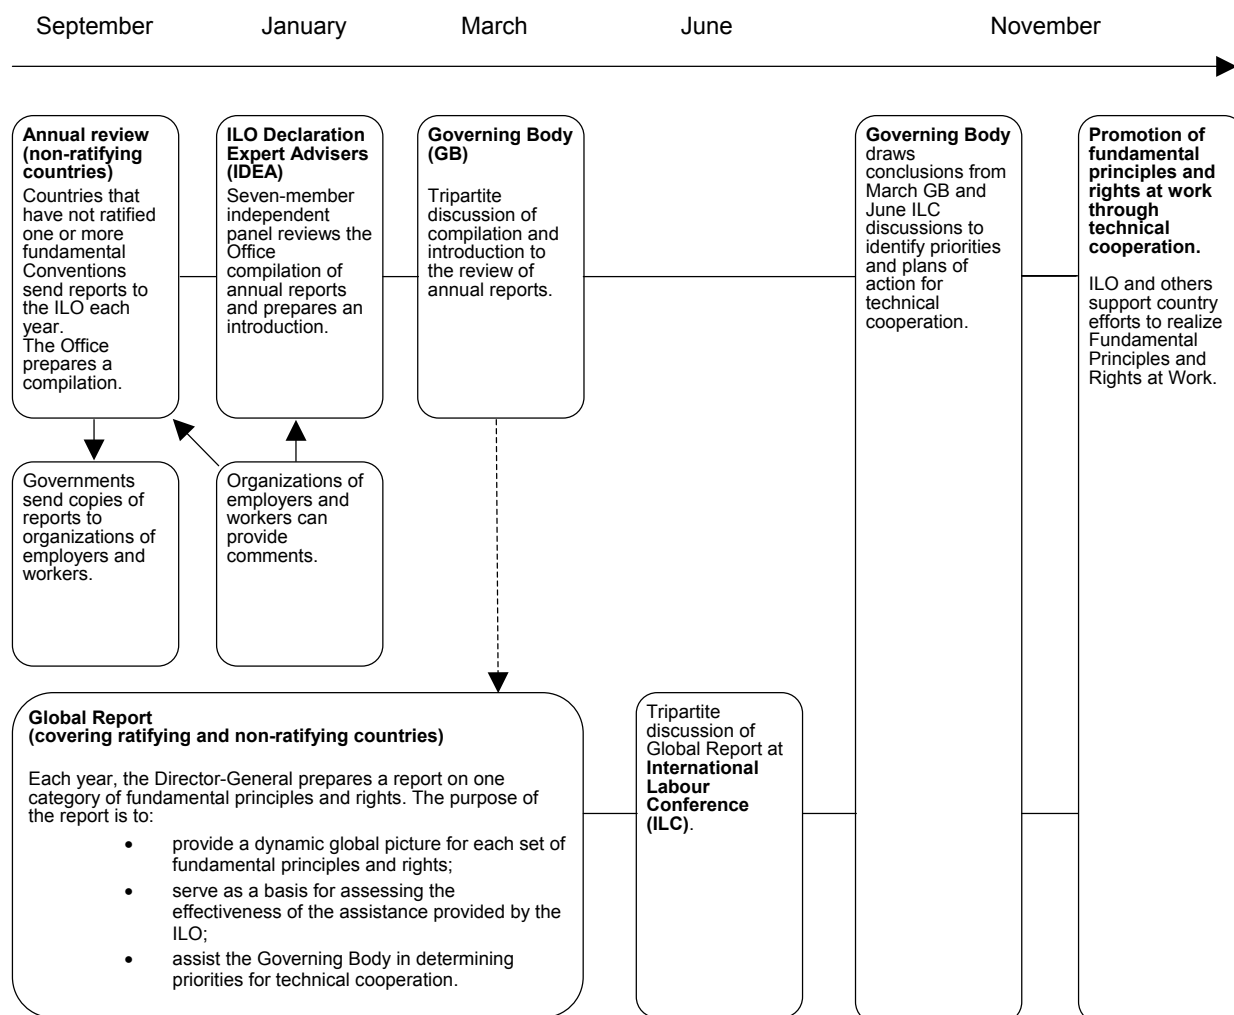 September
January
March
June
November
Annual review
(non-ratifying
countries)
Countries that
have not ratified
one or more
fundamental
Conventions
send reports to
the ILO each
year.
The Office
prepares a
compilation.
ILO Declaration
Expert Advisers
(IDEA)
Seven-member
independent
panel reviews the
Office
compilation of
annual reports
and prepares an
introduction.
Governing Body
(GB)
Tripartite
discussion of
compilation and
introduction to
the review of
annual reports.
Governing Body
draws
conclusions from
March GB and
June ILC
discussions to
identify priorities
and plans of
action for
technical
cooperation.
Promotion of
fundamental
principles and
rights at work
through
technical
cooperation.
ILO and others
support country
efforts to realize
Fundamental
Principles and
Rights at Work.
Governments
send copies of
reports to
organizations of
employers and
workers.
Organizations of
employers and
workers can
provide
comments.
Global Report
(covering ratifying and non-ratifying countries)
Each year, the Director-General prepares a report on one
category of fundamental principles and rights. The purpose of
the report is to:
• provide a dynamic global picture for each set of
fundamental principles and rights;
• serve as a basis for assessing the
effectiveness of the assistance provided by the
ILO;
• assist the Governing Body in determining
priorities for technical cooperation.
Tripartite
discussion of
Global Report at
International
Labour
Conference
(ILC).